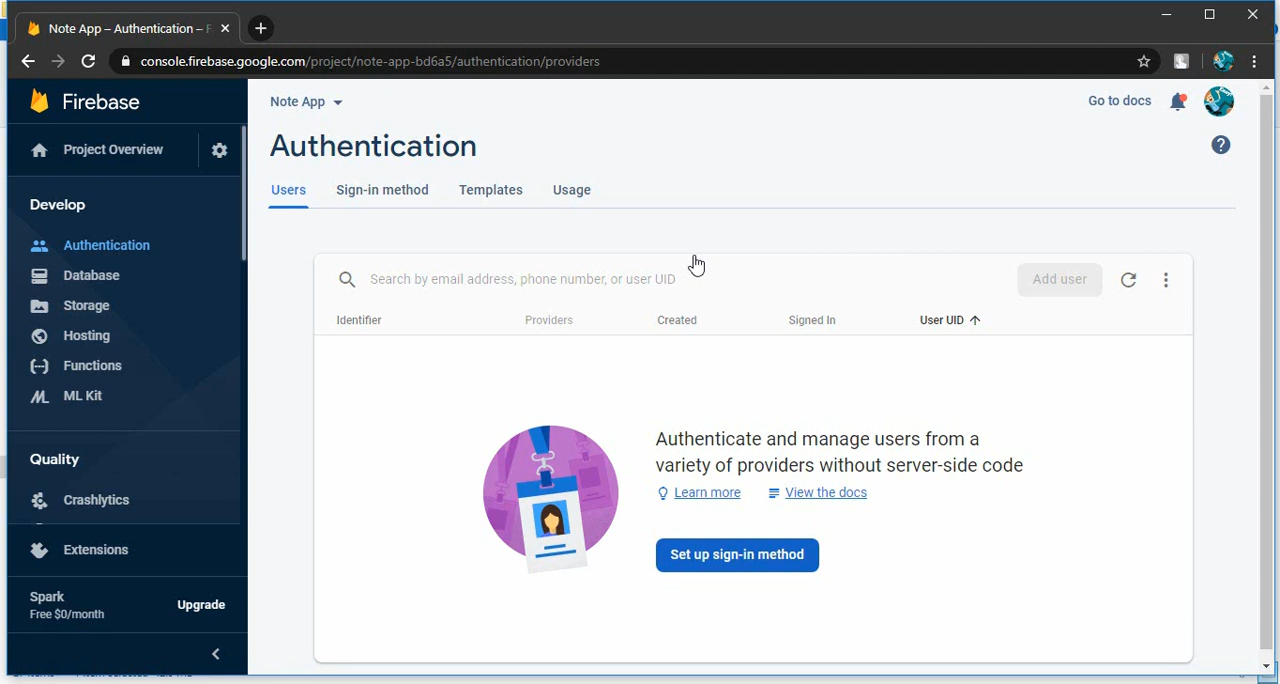 Note App – Authentication – F
console.firebase.google.com/project/note-app-bd6a5/authentication/providers
Firebase
Note App
Go to docs
Project Overview
Authentication
Users
Sign-in method
Templates
Usage
Develop
Authentication
Database
Storage
Hosting
Functions
ML Kit
Search by email address, phone number, or user UID
Add user
Identifier
Providers
Created
Signed In
User UID
Authenticate and manage users from a
variety of providers without server-side code
Learn more
View the docs
Set up sign-in method
Quality
Crashlytics
Extensions
Spark
Free $0/month
Upgrade